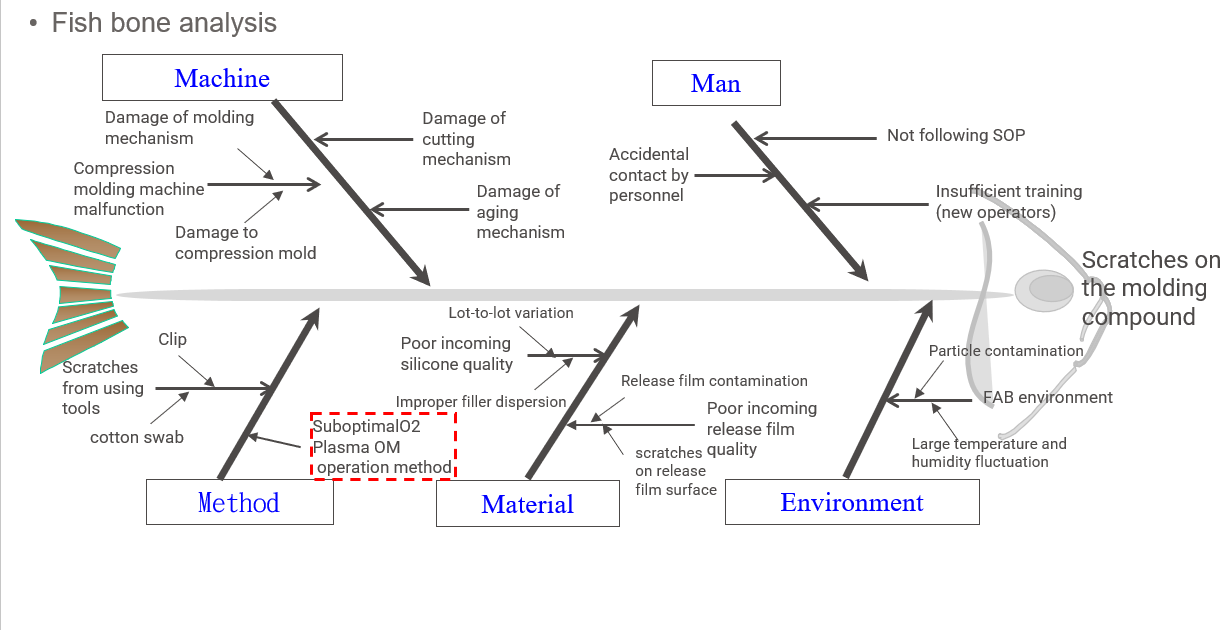 • Fish bone analysis
Machine
Man
Damage of molding
mechanism
Compression
molding machine
malfunction
Damage to
compression mold
Damage of
cutting
mechanism
Damage of
aging
mechanism
Accidental
contact by
personnel
Not following SOP
Insufficient training
(new operators)
Scratches on
the molding
compound
Clip
Scratches
from using
tools
cotton swab
SuboptimalO2
Plasma OM
operation method
Lot-to-lot variation
Poor incoming
silicone quality
Improper filler dispersion
Release film contamination
Poor incoming
release film
quality
scratches
on release
film surface
Particle contamination
FAB environment
Large temperature and
humidity fluctuation
Method
Material
Environment